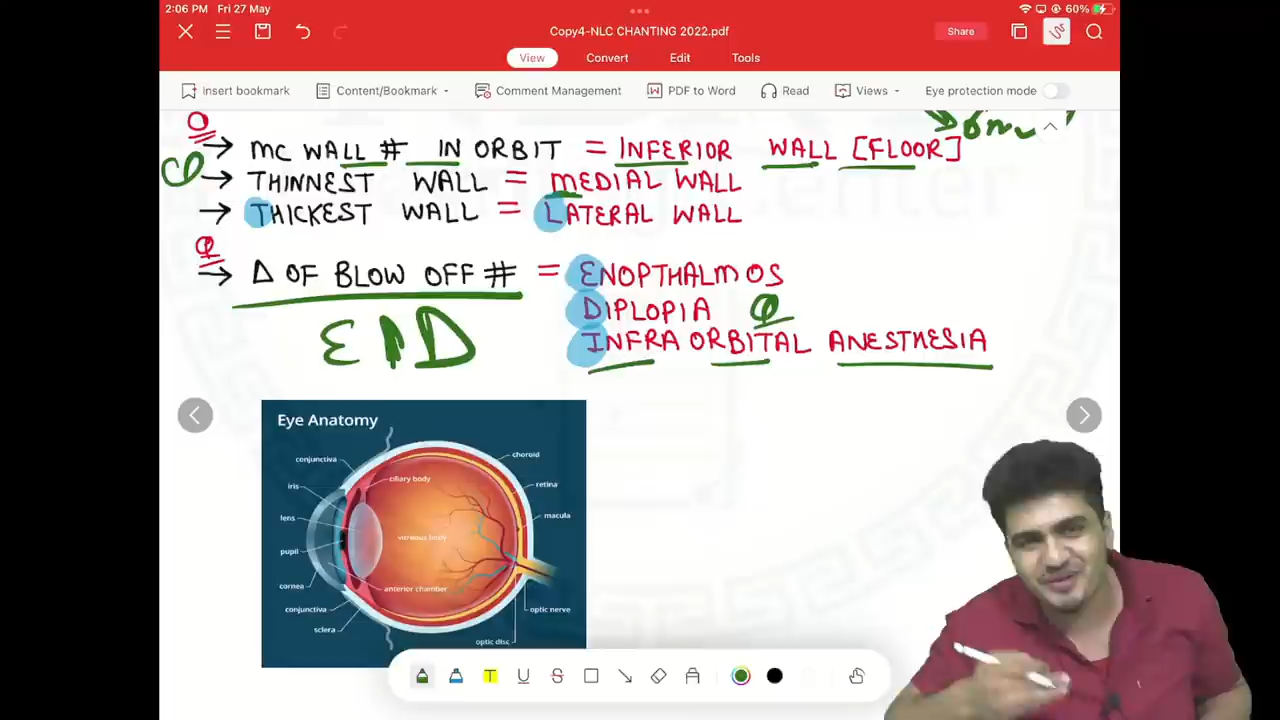 2:06 PM Fri 27 May
60%
Copy4-NLC CHANTING 2022.pdf
Share
View Convert Edit Tools
Insert bookmark Content/Bookmark Comment Management PDF to Word Read Views Eye protection mode
Q
→ MC WALL # IN ORBIT = INFERIOR WALL [FLOOR]
→ THINNEST WALL = MEDIAL WALL
→ THICKEST WALL = LATERAL WALL
Q
→ Δ OF BLOW OFF # = ENOPTHALMOS
DIPLOPIA
INFRA ORBITAL ANESTHESIA
EID
Eye Anatomy
conjunctiva
choroid
iris
ciliary body
retina
lens
macula
vitreous body
pupil
cornea
anterior chamber
conjunctiva
optic nerve
sclera
optic disc
T U S